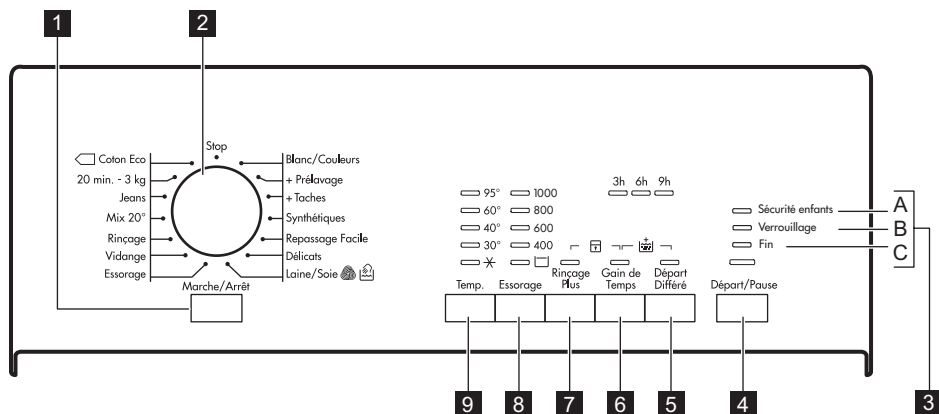 1
2
Stop
Coton Eco
20 min. - 3 kg
Jeans
Mix 20°
Rinçage
Vidange
Essorage
Blanc/Couleurs
+ Prélavage
+ Taches
Synthétiques
Repassage Facile
Délicats
Laine/Soie
Marche/Arrêt
95°
60°
40°
30°
1000
800
600
400
3h 6h 9h
Temp.
Essorage
Rinçage
Plus
Gain de
Temps
Départ
Différé
Sécurité enfants
Verrouillage
Fin
Départ/Pause
A
B
C
3
9 8 7 6 5 4